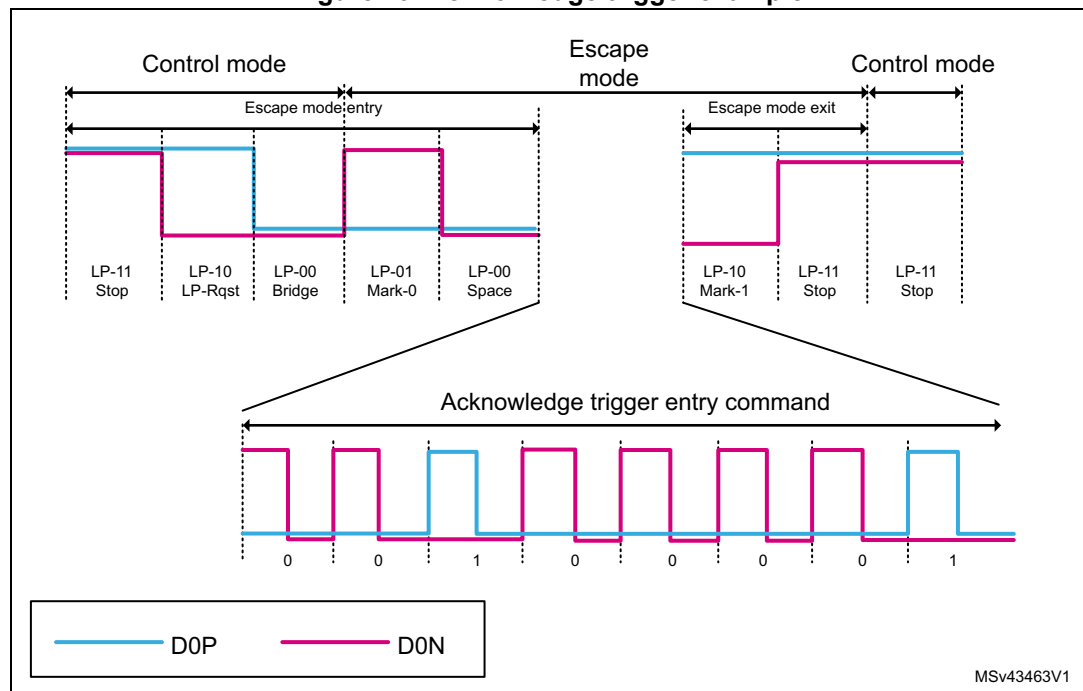 Control mode
Escape
mode
Control mode
Escape mode entry
Escape mode exit
LP-11
Stop
LP-10
LP-Rqst
LP-00
Bridge
LP-01
Mark-0
LP-00
Space
LP-10
Mark-1
LP-11
Stop
LP-11
Stop
Acknowledge trigger entry command
0 0 1 0 0 0 0 1
D0P
D0N
MSv43463V1